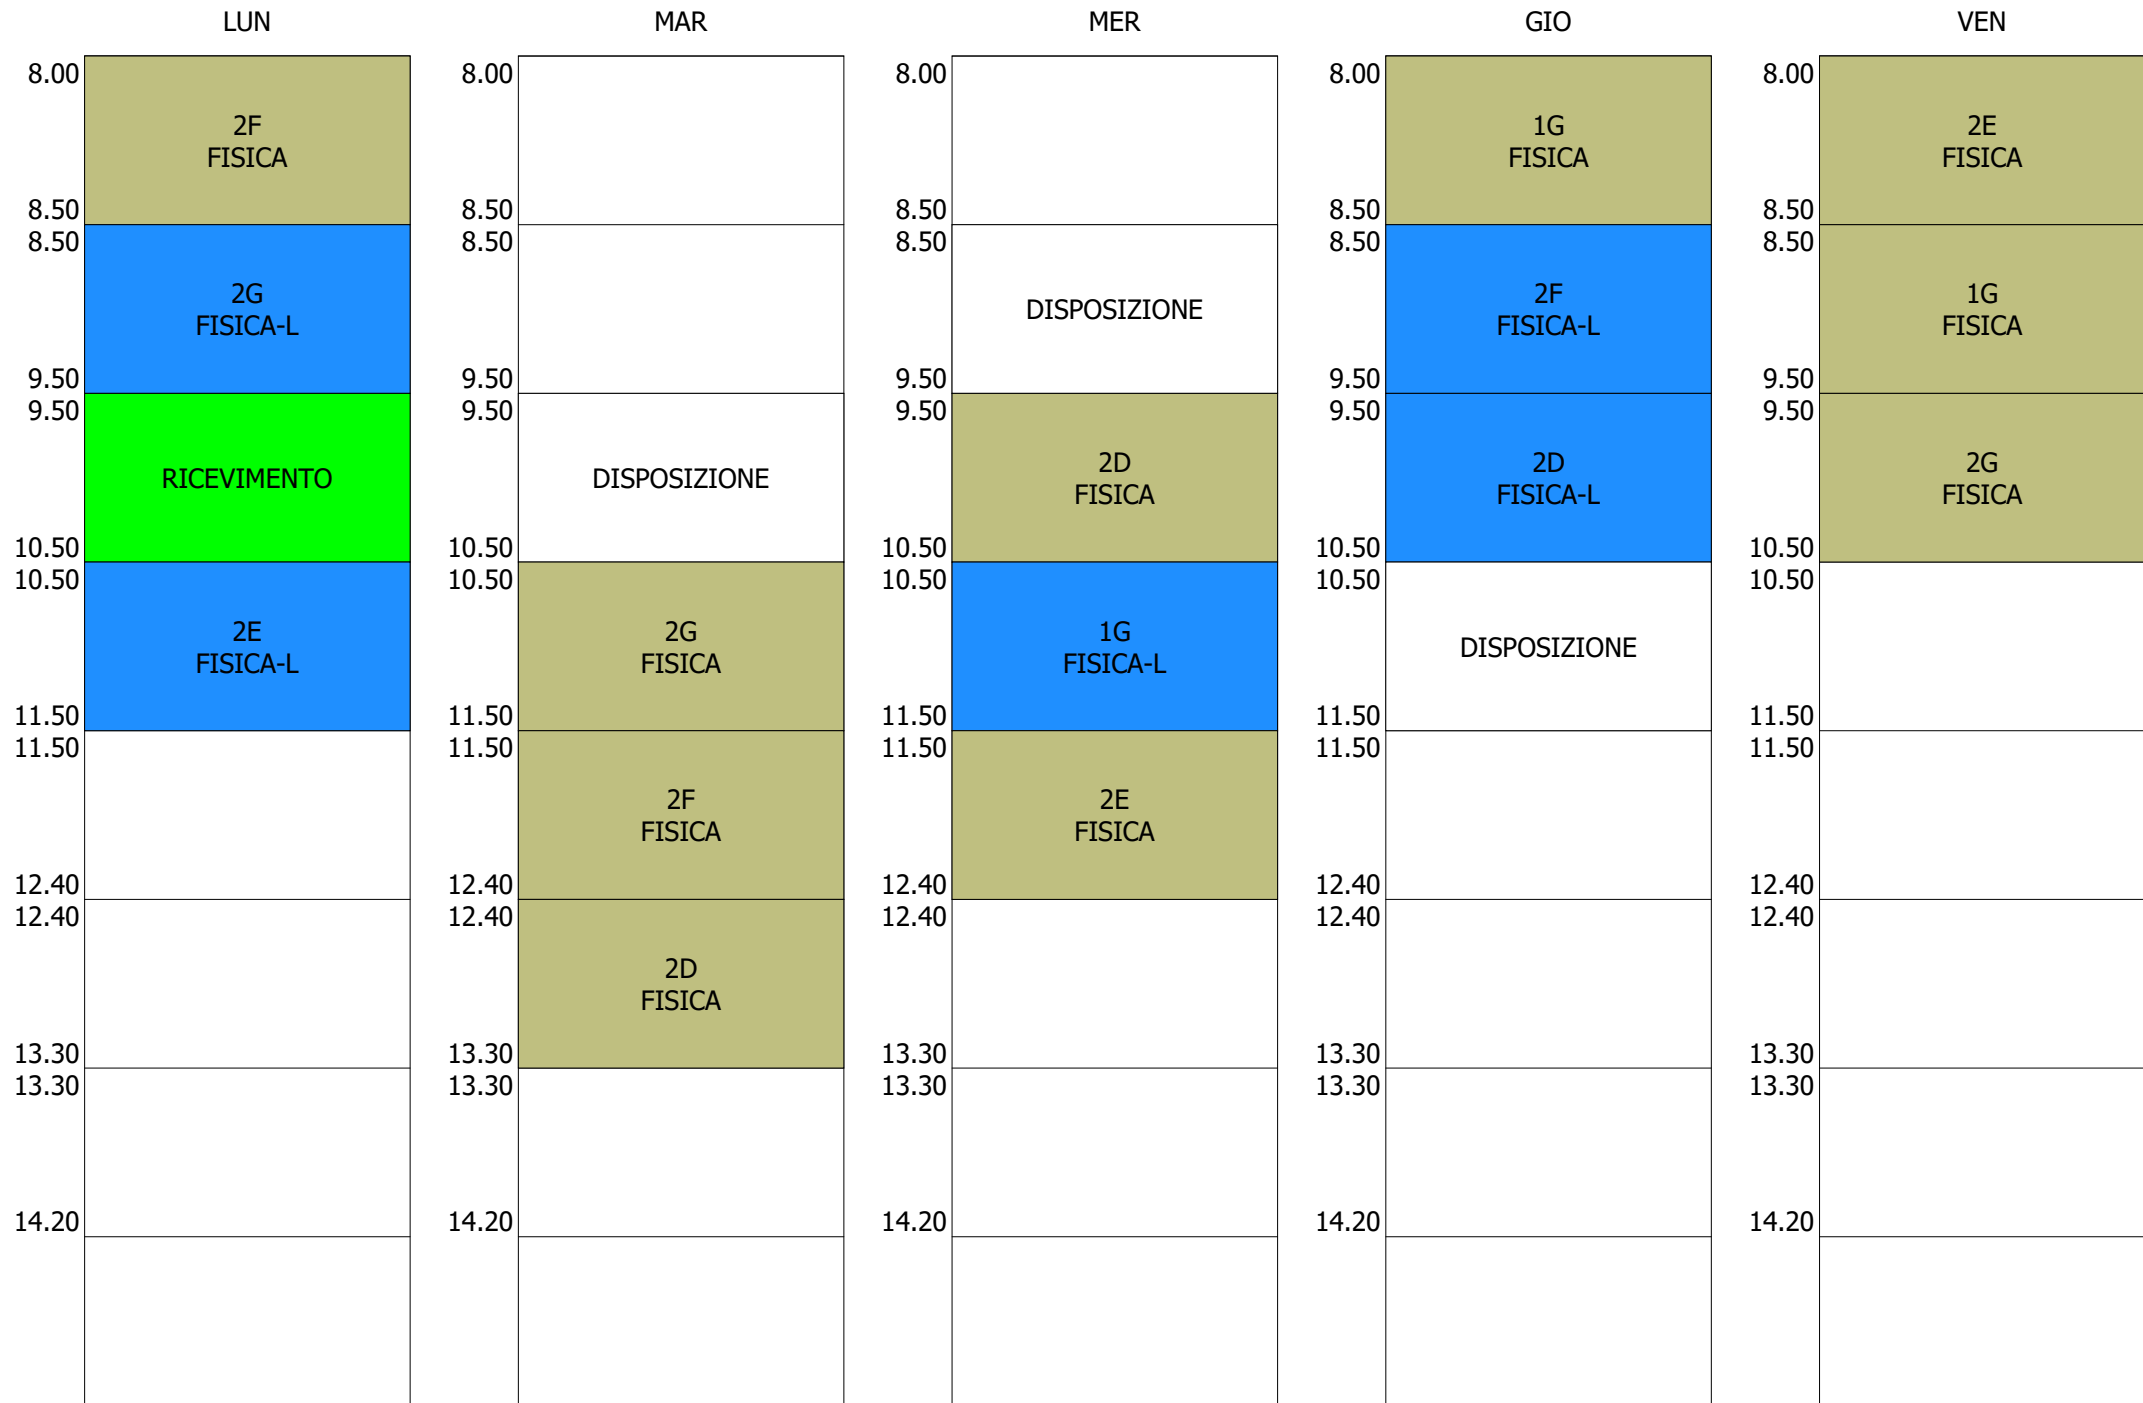 LUN MAR MER GIO VEN
8.00 8.00 8.00 8.00 8.00
2F 1G 2E
FISICA FISICA FISICA
8.50 8.50 8.50 8.50 8.50
8.50 8.50 8.50 8.50 8.50
2G DISPOSIZIONE 2F 1G
FISICA-L FISICA-L FISICA
9.50 9.50 9.50 9.50 9.50
9.50 9.50 9.50 9.50 9.50
RICEVIMENTO DISPOSIZIONE 2D 2D 2G
FISICA FISICA-L FISICA
10.50 10.50 10.50 10.50 10.50
10.50 10.50 10.50 10.50 10.50
2E 2G 1G DISPOSIZIONE
FISICA-L FISICA FISICA-L
11.50 11.50 11.50 11.50 11.50
11.50 11.50 11.50 11.50 11.50
2F 2E
FISICA FISICA
12.40 12.40 12.40 12.40 12.40
12.40 12.40 12.40 12.40 12.40
2D
FISICA
13.30 13.30 13.30 13.30 13.30
13.30 13.30 13.30 13.30 13.30
14.20 14.20 14.20 14.20 14.20